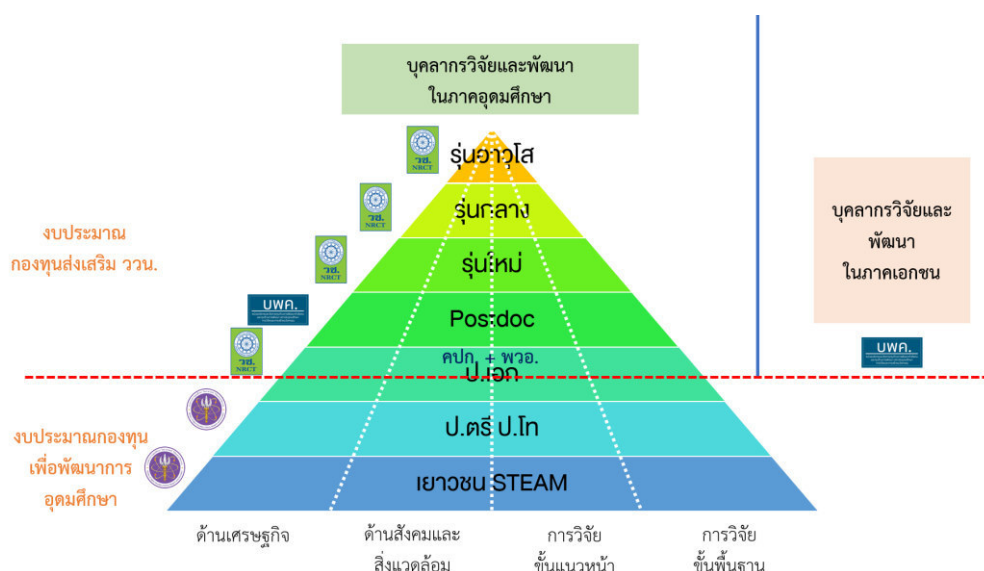 บุคลากรวิจัยและพัฒนา
ในภาคอุดมศึกษา
วช.
NRCT
รุ่นอาวุโส
วช.
NRCT
รุ่นกลาง
บุคลากรวิจัยและ
พัฒนา
ในภาคเอกชน
งบประมาณ
กองทุนส่งเสริม ววน.
วช.
NRCT
รุ่นใหม่
บพค.
Postdoc
วช.
NRCT
คปก. + พวอ.
ป.เอก
บพค.
งบประมาณกองทุน
เพื่อพัฒนาการ
อุดมศึกษา
ป.ตรี ป.โท
เยาวชน STEAM
ด้านเศรษฐกิจ
ด้านสังคมและ
สิ่งแวดล้อม
การวิจัย
ขั้นแนวหน้า
การวิจัย
ขั้นพื้นฐาน